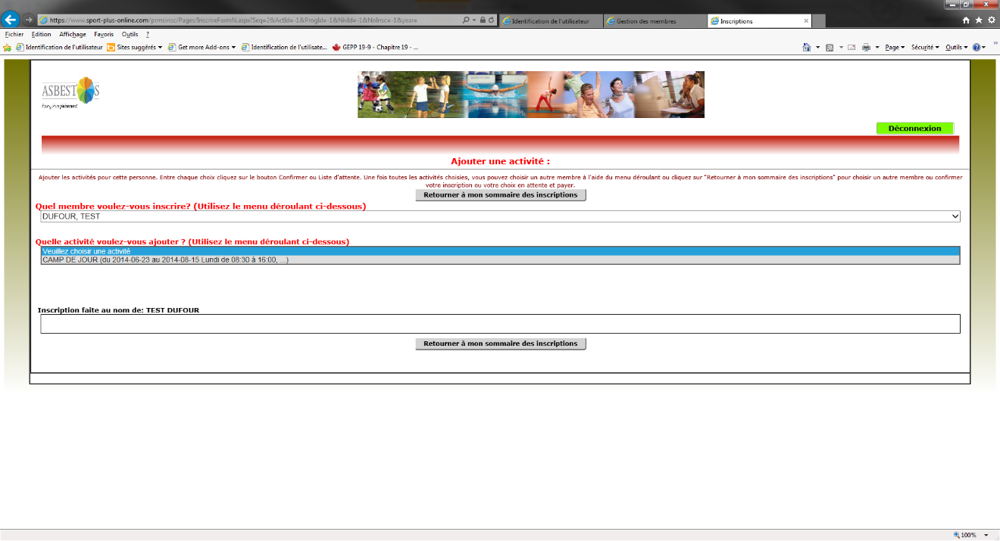 https://www.sport-plus-online.com/prmsinsc/Pages/InscrireFormN.aspx?Seq=2&ActId=-1&ProgId=-1&NivId=-1&NoInsc=-1&year=
Identification de l'utilisateur
Gestion des membres
Inscriptions
Fichier Edition Affichage Favoris Outils ?
Identification de l'utilisateur Sites suggérés Get more Add-ons Identification de l'utilisate... GEPP 19-9 - Chapitre 19 - ...
Page Sécurité Outils
ASBESTOS
Déconnexion
Ajouter une activité :
Ajouter les activités pour cette personne. Entre chaque choix cliquez sur le bouton Confirmer ou Liste d'attente. Une fois toutes les activités choisies, vous pouvez choisir un autre membre à l'aide du menu déroulant ou cliquez sur "Retourner à mon sommaire des inscriptions" pour choisir un autre membre ou confirmer
votre inscription ou votre choix en attente et payer.
Retourner à mon sommaire des inscriptions
Quel membre voulez-vous inscrire? (Utilisez le menu déroulant ci-dessous)
DUFOUR, TEST
Quelle activité voulez-vous ajouter ? (Utilisez le menu déroulant ci-dessous)
Veuillez choisir une activité
CAMP DE JOUR (du 2014-06-23 au 2014-08-15 Lundi de 08:30 à 16:00, ...)
Inscription faite au nom de: TEST DUFOUR
Retourner à mon sommaire des inscriptions
100%